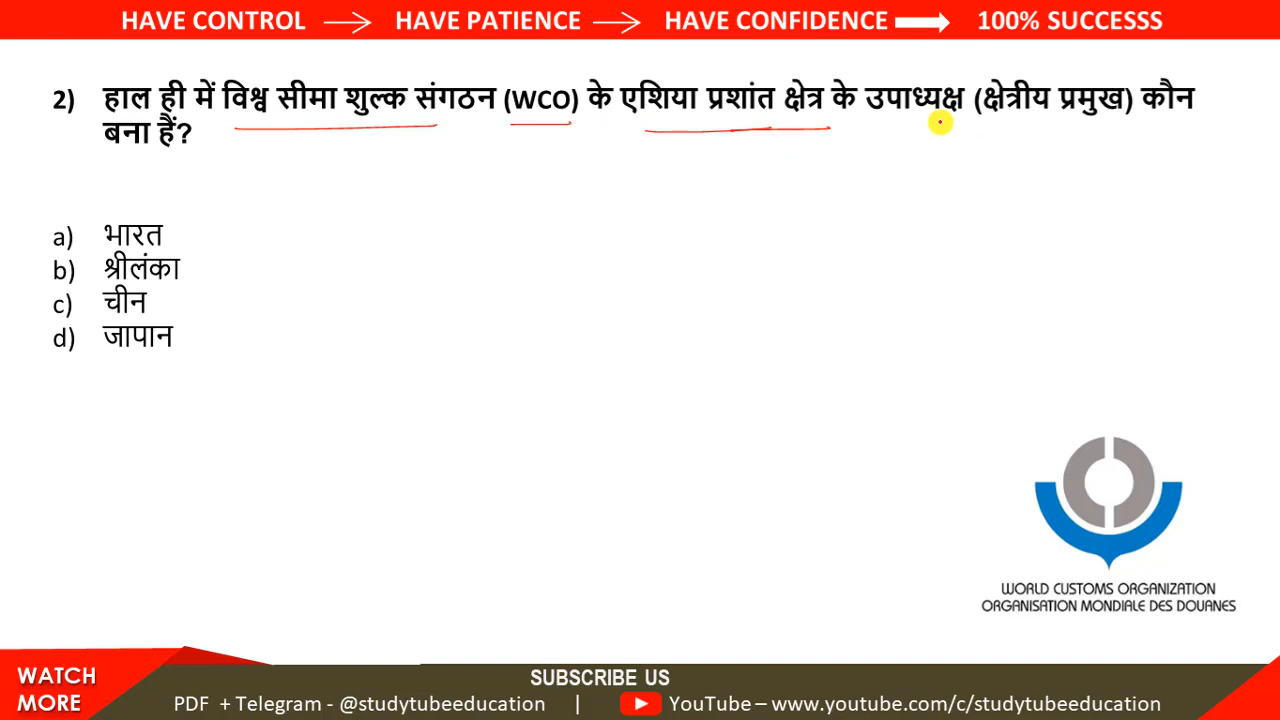 HAVE CONTROL HAVE PATIENCE HAVE CONFIDENCE 100% SUCCESSS
2) हाल ही में विश्व सीमा शुल्क संगठन (WCO) के एशिया प्रशांत क्षेत्र के उपाध्यक्ष (क्षेत्रीय प्रमुख) कौन
बना हैं?
a) भारत
b) श्रीलंका
c) चीन
d) जापान
WORLD CUSTOMS ORGANIZATION
ORGANISATION MONDIALE DES DOUANES
WATCH
MORE
SUBSCRIBE US
PDF + Telegram - @studytubeeducation | YouTube – www.youtube.com/c/studytubeeducation